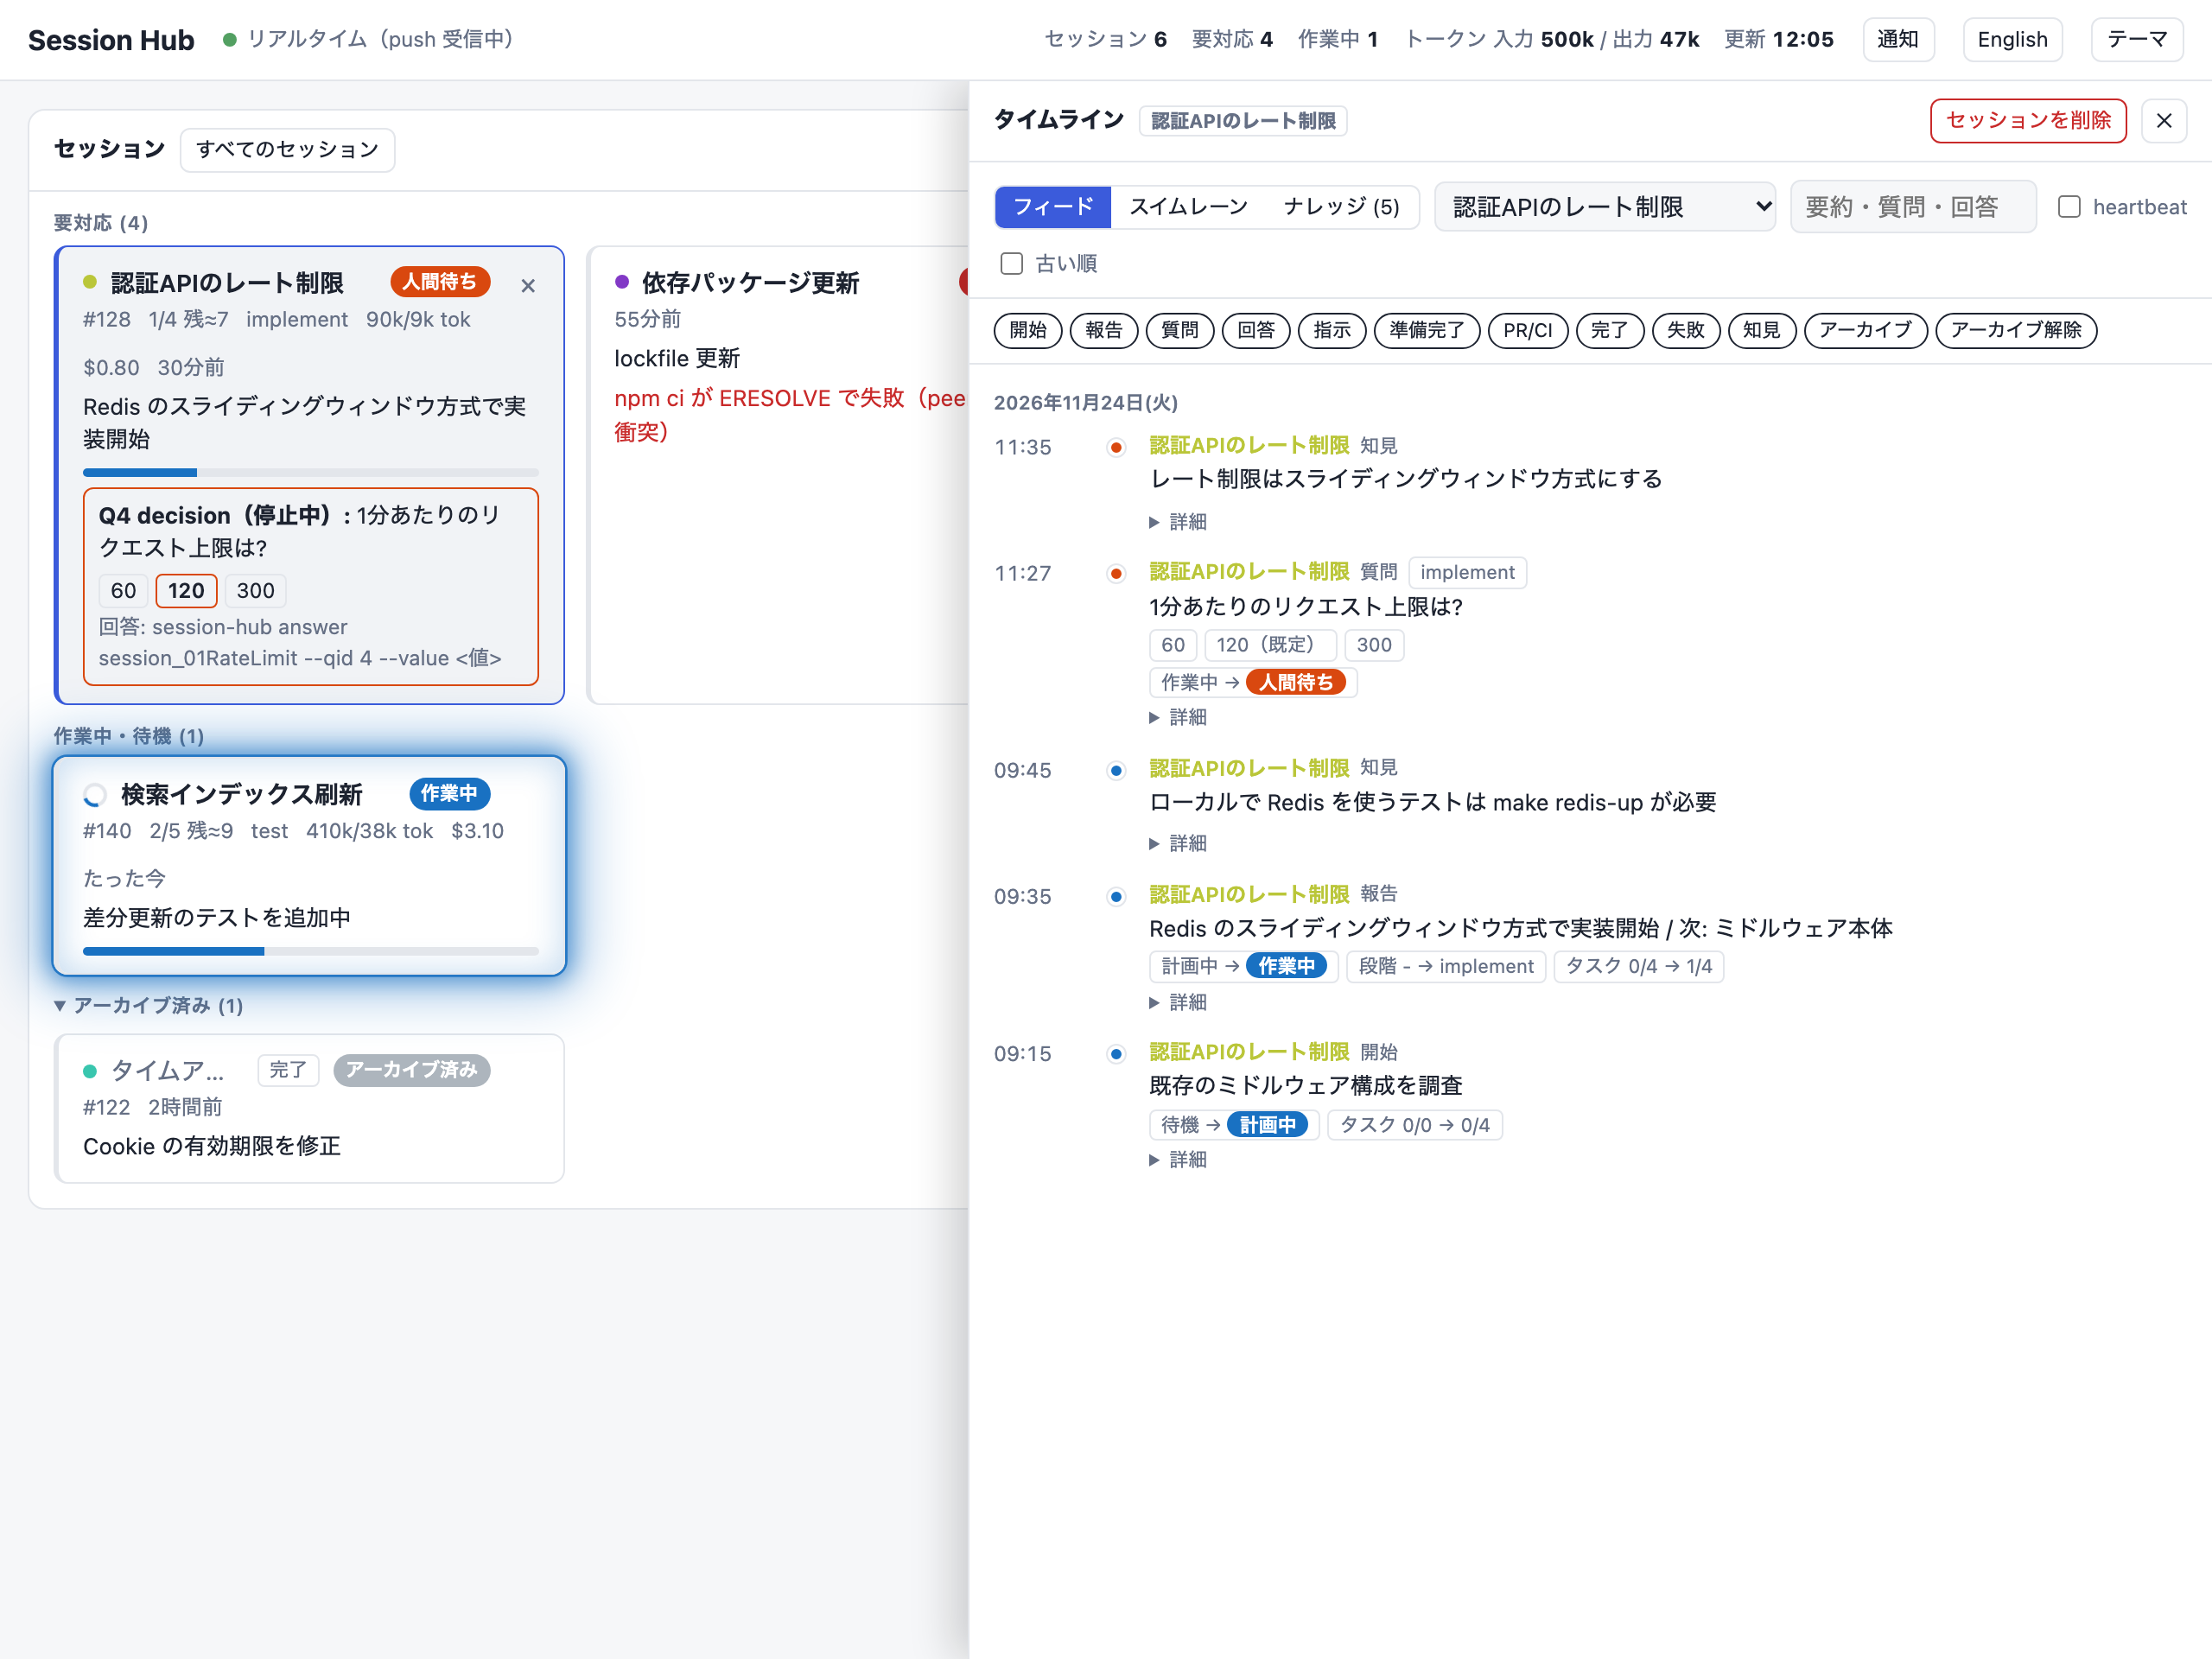 Session Hub
リアルタイム（push 受信中）
セッション 6 要対応 4 作業中 1 トークン 入力 500k / 出力 47k 更新 12:05
通知
English
テーマ
セッション
すべてのセッション
要対応 (4)
認証APIのレート制限
人間待ち
×
#128 1/4 残≈7 implement 90k/9k tok
$0.80 30分前
Redis のスライディングウィンドウ方式で実
装開始
Q4 decision（停止中）: 1分あたりのリ
クエスト上限は?
60 120 300
回答: session-hub answer
session_01RateLimit --qid 4 --value <値>
依存パッケージ更新
55分前
lockfile 更新
npm ci が ERESOLVE で失敗（pee
衝突）
作業中・待機 (1)
検索インデックス刷新
作業中
#140 2/5 残≈9 test 410k/38k tok $3.10
たった今
差分更新のテストを追加中
▼ アーカイブ済み (1)
タイムア...
完了
アーカイブ済み
#122 2時間前
Cookie の有効期限を修正
タイムライン
認証APIのレート制限
セッションを削除
×
フィード
スイムレーン
ナレッジ (5)
認証APIのレート制限
要約・質問・回答
heartbeat
古い順
開始 報告 質問 回答 指示 準備完了 PR/CI 完了 失敗 知見 アーカイブ アーカイブ解除
2026年11月24日(火)
11:35
認証APIのレート制限 知見
レート制限はスライディングウィンドウ方式にする
▶ 詳細
11:27
認証APIのレート制限 質問 implement
1分あたりのリクエスト上限は?
60 120（既定） 300
作業中 → 人間待ち
▶ 詳細
09:45
認証APIのレート制限 知見
ローカルで Redis を使うテストは make redis-up が必要
▶ 詳細
09:35
認証APIのレート制限 報告
Redis のスライディングウィンドウ方式で実装開始 / 次: ミドルウェア本体
計画中 → 作業中 段階 - → implement タスク 0/4 → 1/4
▶ 詳細
09:15
認証APIのレート制限 開始
既存のミドルウェア構成を調査
待機 → 計画中 タスク 0/0 → 0/4
▶ 詳細